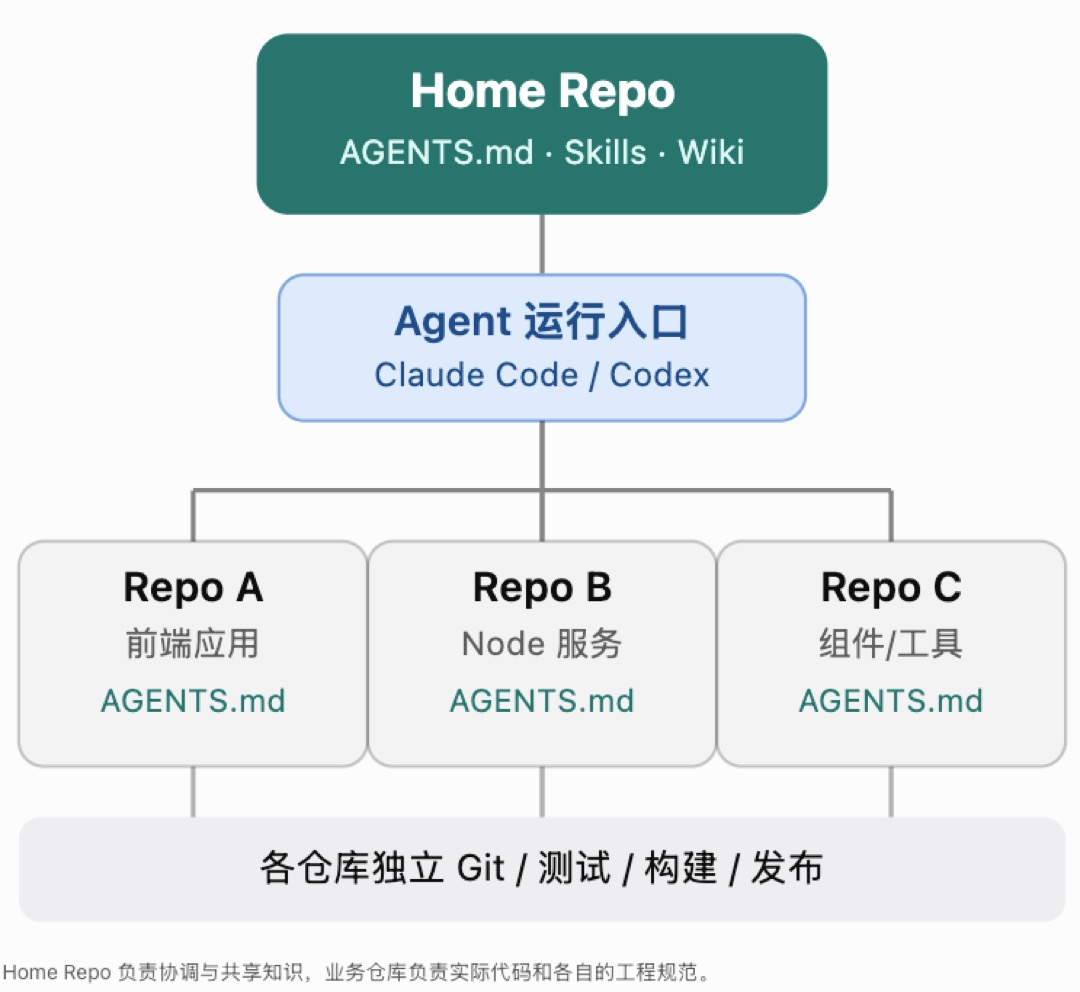 Home Repo
AGENTS.md · Skills · Wiki
Agent 运行入口
Claude Code / Codex
Repo A
前端应用
AGENTS.md
Repo B
Node 服务
AGENTS.md
Repo C
组件/工具
AGENTS.md
各仓库独立 Git / 测试 / 构建 / 发布
Home Repo 负责协调与共享知识，业务仓库负责实际代码和各自的工程规范。